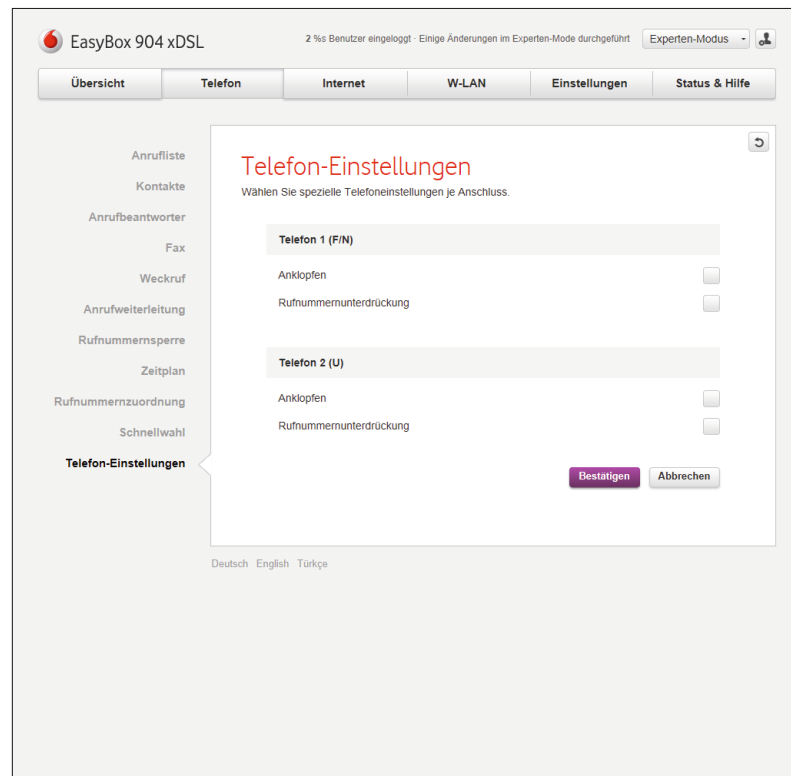 EasyBox 904 xDSL
2 %s Benutzer eingeloggt · Einige Änderungen im Experten-Mode durchgeführt
Experten-Modus
Übersicht
Telefon
Internet
W-LAN
Einstellungen
Status & Hilfe
Anrufliste
Kontakte
Anrufbeantworter
Fax
Weckruf
Anrufweiterleitung
Rufnummernsperre
Zeitplan
Rufnummernzuordnung
Schnellwahl
Telefon-Einstellungen
Telefon-Einstellungen
Wählen Sie spezielle Telefoneinstellungen je Anschluss.
Telefon 1 (F/N)
Anklopfen
Rufnummernunterdrückung
Telefon 2 (U)
Anklopfen
Rufnummernunterdrückung
Bestätigen
Abbrechen
Deutsch English Türkçe